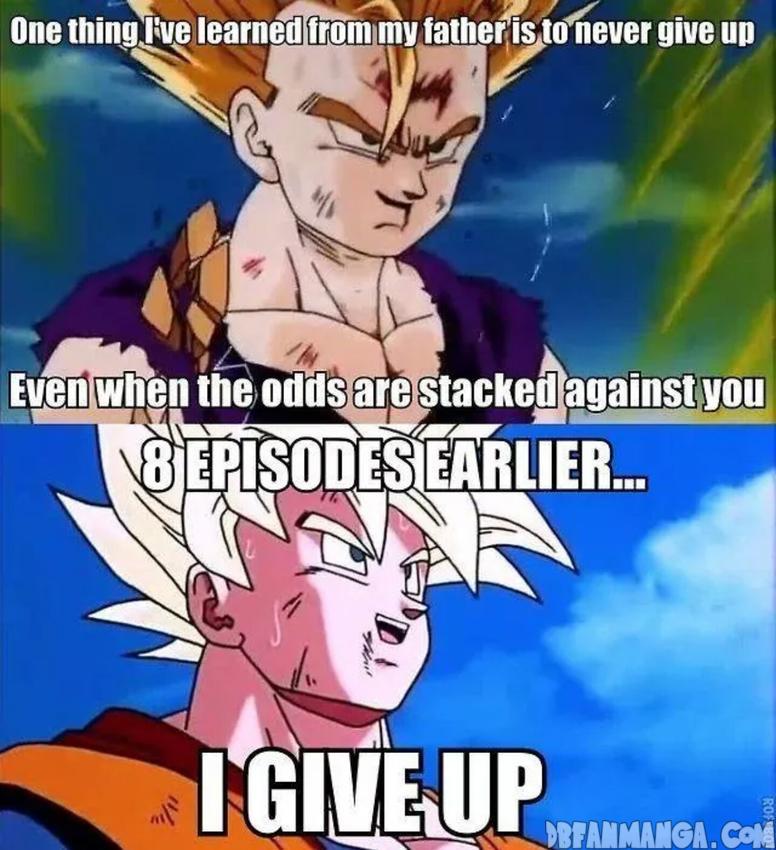 One thing I've learned from my father is to never give up
Even when the odds are stacked against you
8 EPISODES EARLIER...
I GIVE UP
DBFANMANGA.COM